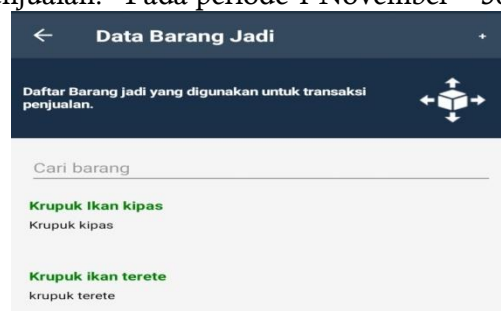 Pada periode 1 November
Data Barang Jadi +
Daftar Barang jadi yang digunakan untuk transaksi
penjualan.
Cari barang
Krupuk Ikan kipas
Krupuk kipas
Krupuk ikan terete
krupuk terete